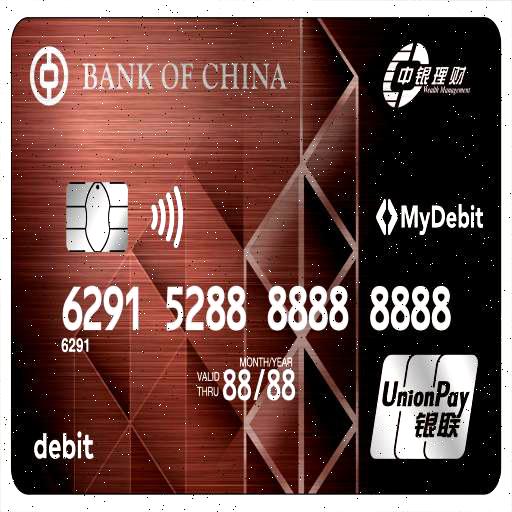 BANK OF CHINA
中银理财
Wealth Management
MyDebit
6291 5288 8888 8888
6291
MONTH/YEAR
VALID THRU 88/88
UnionPay
银联
debit